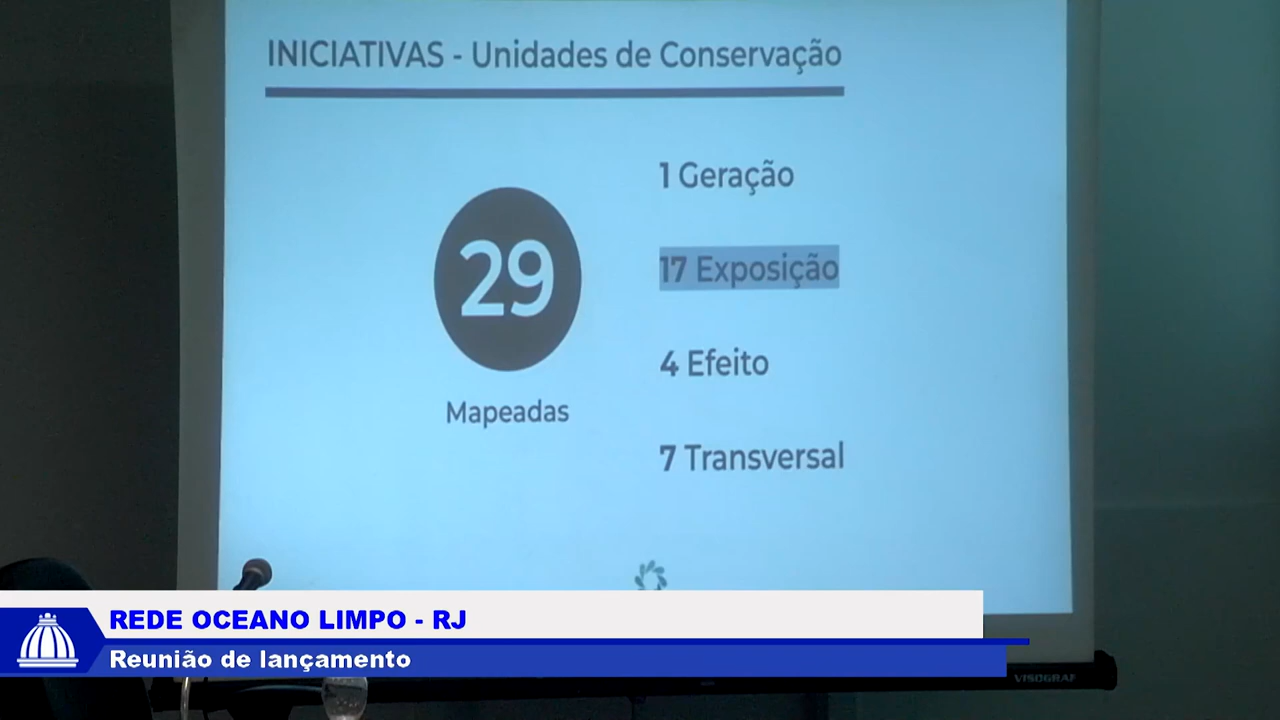 INICIATIVAS - Unidades de Conservação
1 Geração
17 Exposição
29
4 Efeito
Mapeadas
7 Transversal
REDE OCEANO LIMPO - RJ
Reunião de lançamento
VISOGRAF